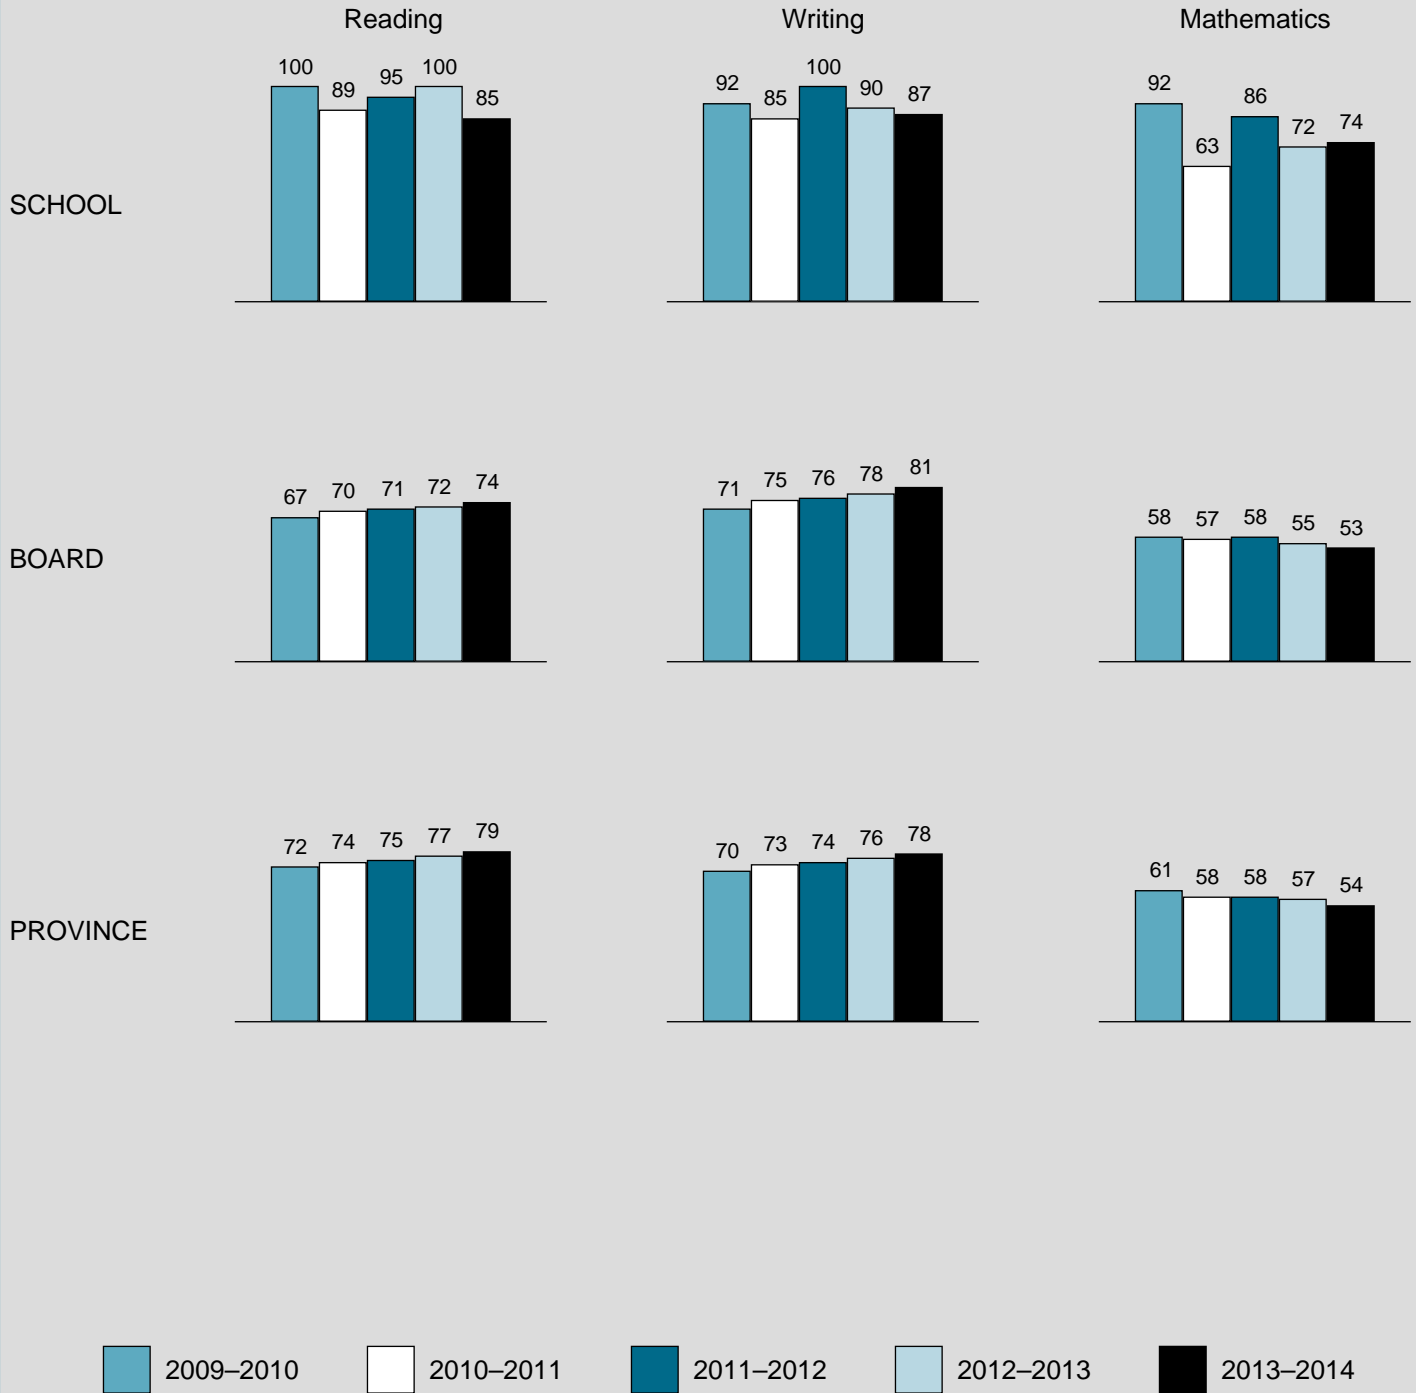 Reading Writing Mathematics
SCHOOL
100 89 95 100 85
92 85 100 90 87
92 63 86 72 74
BOARD
67 70 71 72 74
71 75 76 78 81
58 57 58 55 53
PROVINCE
72 74 75 77 79
70 73 74 76 78
61 58 58 57 54
2009–2010 2010–2011 2011–2012 2012–2013 2013–2014